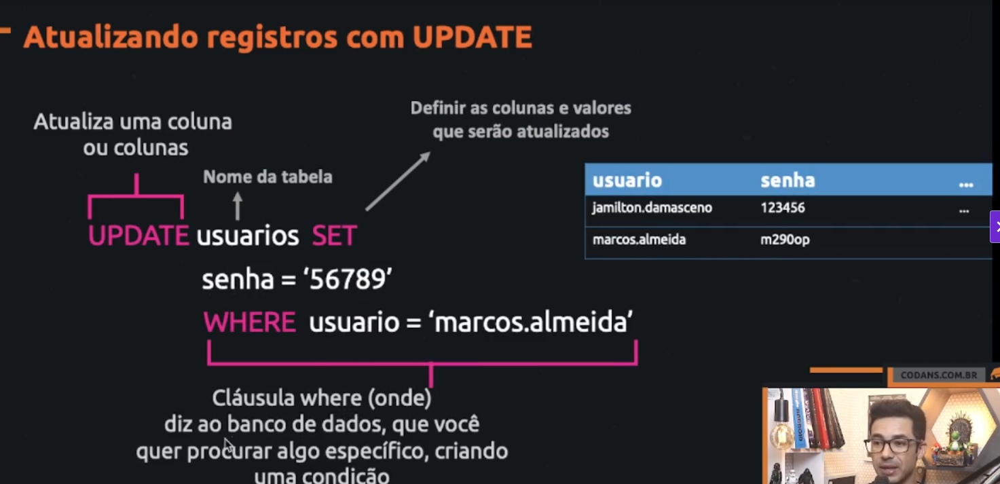 Atualizando registros com UPDATE
Atualiza uma coluna
ou colunas
Nome da tabela
Definir as colunas e valores
que serão atualizados
UPDATE usuarios SET
senha = ‘56789’
WHERE usuario = ‘marcos.almeida’
Cláusula where (onde)
diz ao banco de dados, que você
quer procurar algo específico, criando
uma condição
usuario senha ...
jamilton.damasceno 123456 ...
marcos.almeida m290op
CODANS.COM.BR